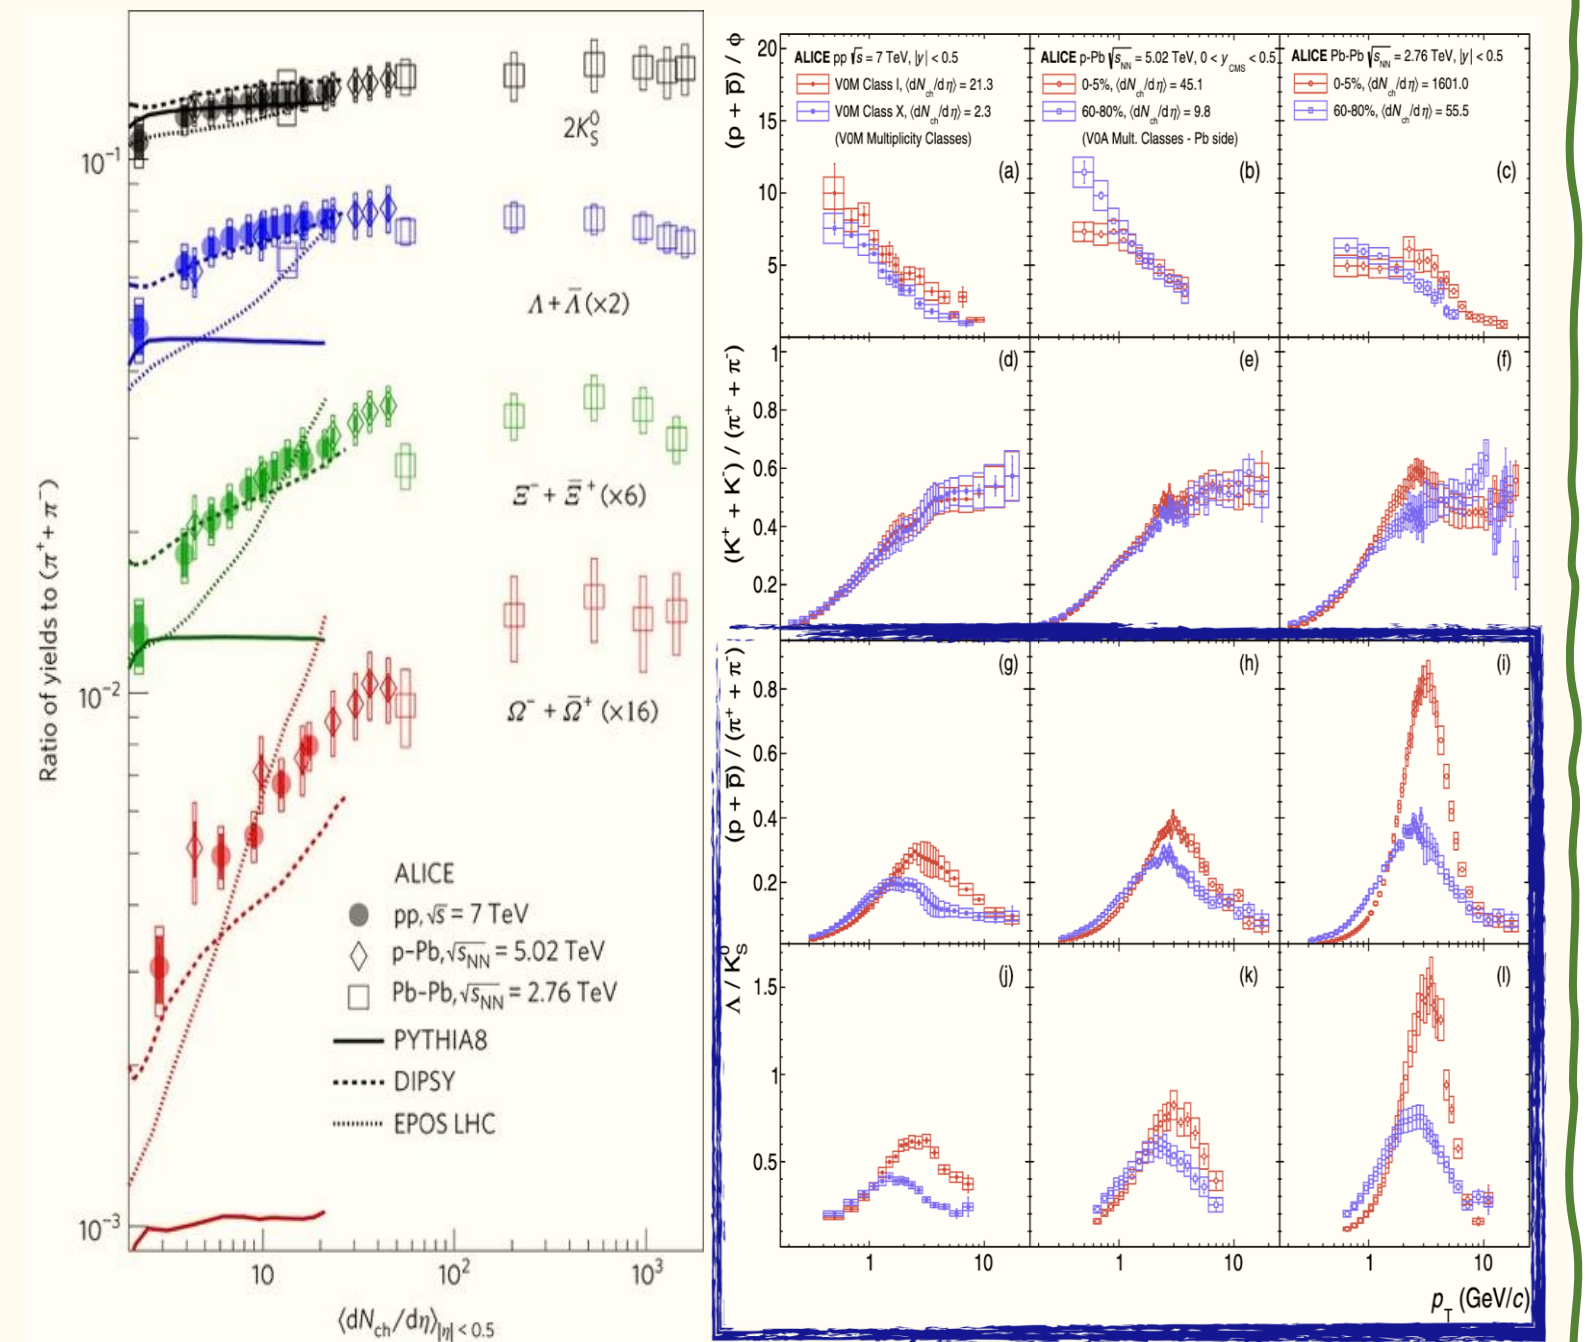 10⁻¹
10⁻²
10⁻³
Ratio of yields to (π⁺ + π⁻)
2K⁰S
Λ + Λ̅ (×2)
Ξ⁻ + Ξ̅⁺ (×6)
Ω⁻ + Ω̅⁺ (×16)
ALICE
pp, √s = 7 TeV
p–Pb, √sNN = 5.02 TeV
Pb–Pb, √sNN = 2.76 TeV
PYTHIA8
DIPSY
EPOS LHC
10 10² 10³
⟨dNch/dη⟩|η| < 0.5
(p + p̅) / ϕ
20
15
10
5
ALICE pp √s = 7 TeV, |y| < 0.5
V0M Class I, ⟨dNch/dη⟩ = 21.3
V0M Class X, ⟨dNch/dη⟩ = 2.3
(V0M Multiplicity Classes)
(a)
ALICE p-Pb √sNN = 5.02 TeV, 0 < yCMS < 0.5
0-5%, ⟨dNch/dη⟩ = 45.1
60-80%, ⟨dNch/dη⟩ = 9.8
(V0A Mult. Classes - Pb side)
(b)
ALICE Pb-Pb √sNN = 2.76 TeV, |y| < 0.5
0-5%, ⟨dNch/dη⟩ = 1601.0
60-80%, ⟨dNch/dη⟩ = 55.5
(c)
(K⁺ + K⁻) / (π⁺ + π⁻)
1
0.8
0.6
0.4
0.2
(d) (e) (f)
(p + p̅) / (π⁺ + π⁻)
0.8
0.6
0.4
0.2
(g) (h) (i)
Λ / K⁰S
1.5
1
0.5
(j) (k) (l)
1 10 1 10 1 10
pT (GeV/c)